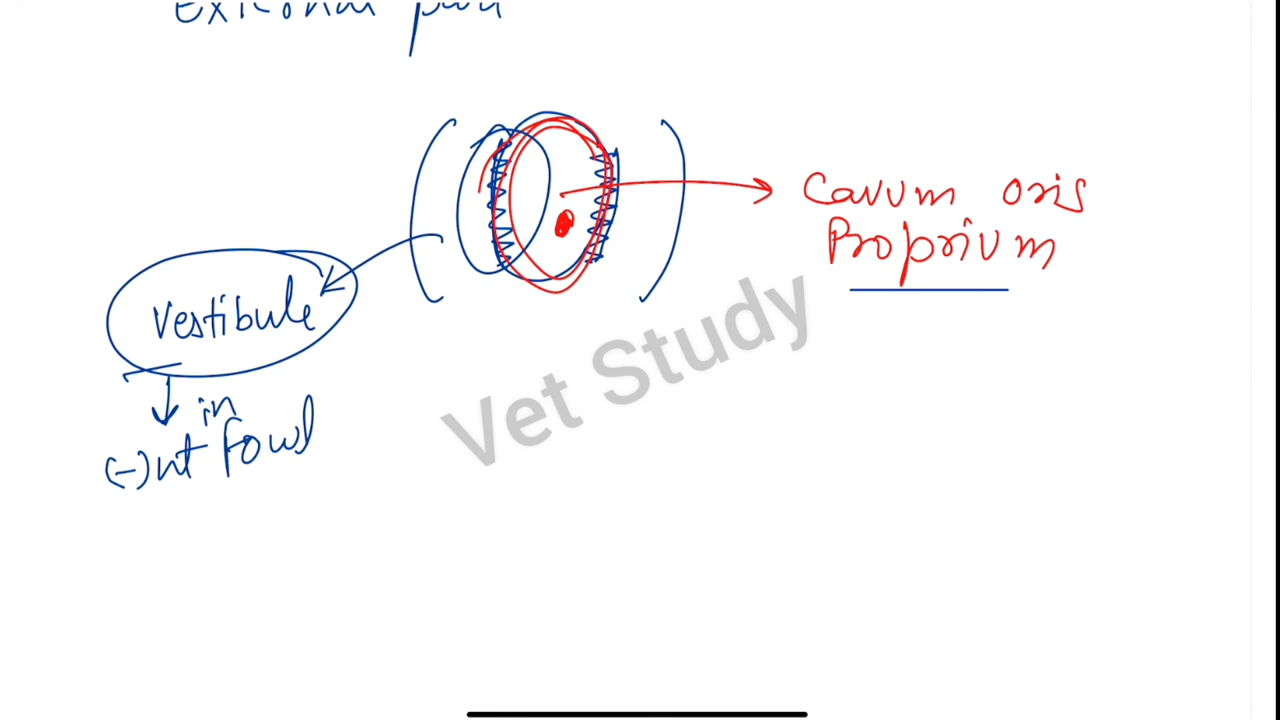 Cavum oris
Proprium
Vestibule
in
(-)nt Fowl
Vet Study